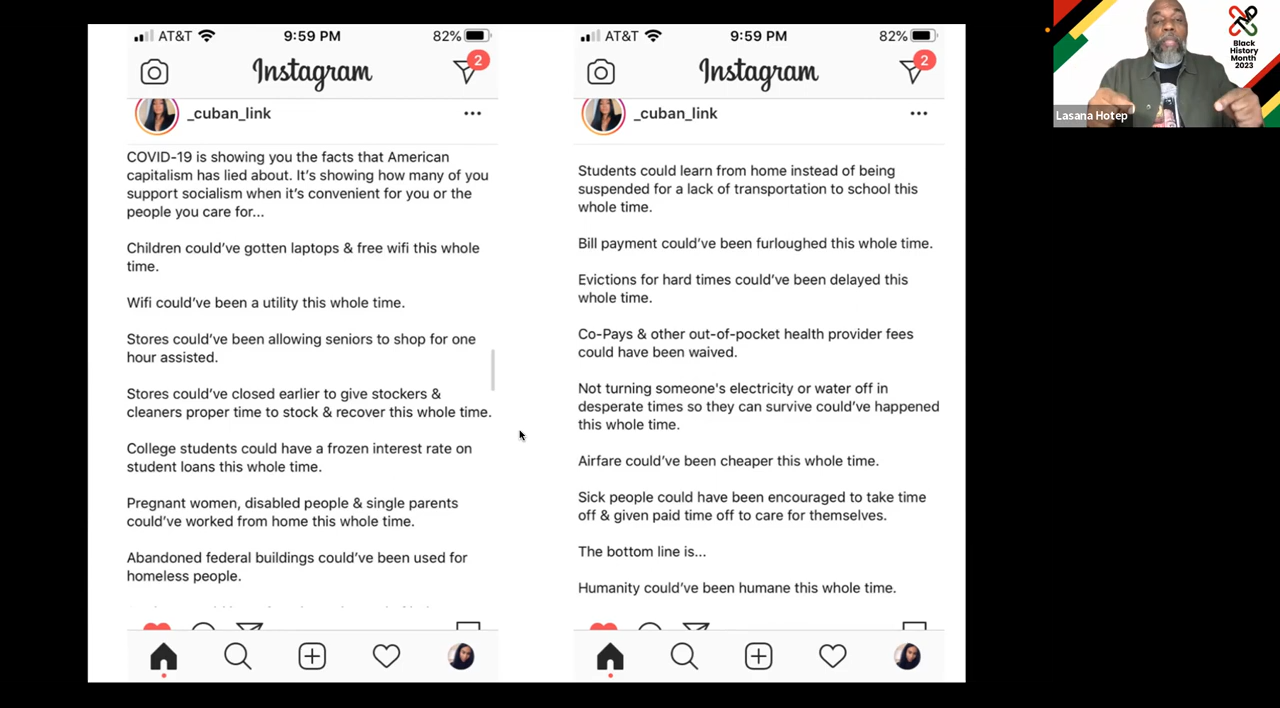 AT&T 9:59 PM 82%
Instagram 2
_cuban_link
COVID-19 is showing you the facts that American
capitalism has lied about. It's showing how many of you
support socialism when it's convenient for you or the
people you care for...
Children could've gotten laptops & free wifi this whole
time.
Wifi could've been a utility this whole time.
Stores could've been allowing seniors to shop for one
hour assisted.
Stores could've closed earlier to give stockers &
cleaners proper time to stock & recover this whole time.
College students could have a frozen interest rate on
student loans this whole time.
Pregnant women, disabled people & single parents
could've worked from home this whole time.
Abandoned federal buildings could've been used for
homeless people.
AT&T 9:59 PM 82%
Instagram 2
_cuban_link
Students could learn from home instead of being
suspended for a lack of transportation to school this
whole time.
Bill payment could've been furloughed this whole time.
Evictions for hard times could've been delayed this
whole time.
Co-Pays & other out-of-pocket health provider fees
could have been waived.
Not turning someone's electricity or water off in
desperate times so they can survive could've happened
this whole time.
Airfare could've been cheaper this whole time.
Sick people could have been encouraged to take time
off & given paid time off to care for themselves.
The bottom line is...
Humanity could've been humane this whole time.
Black
History
Month
2023
Lasana Hotep